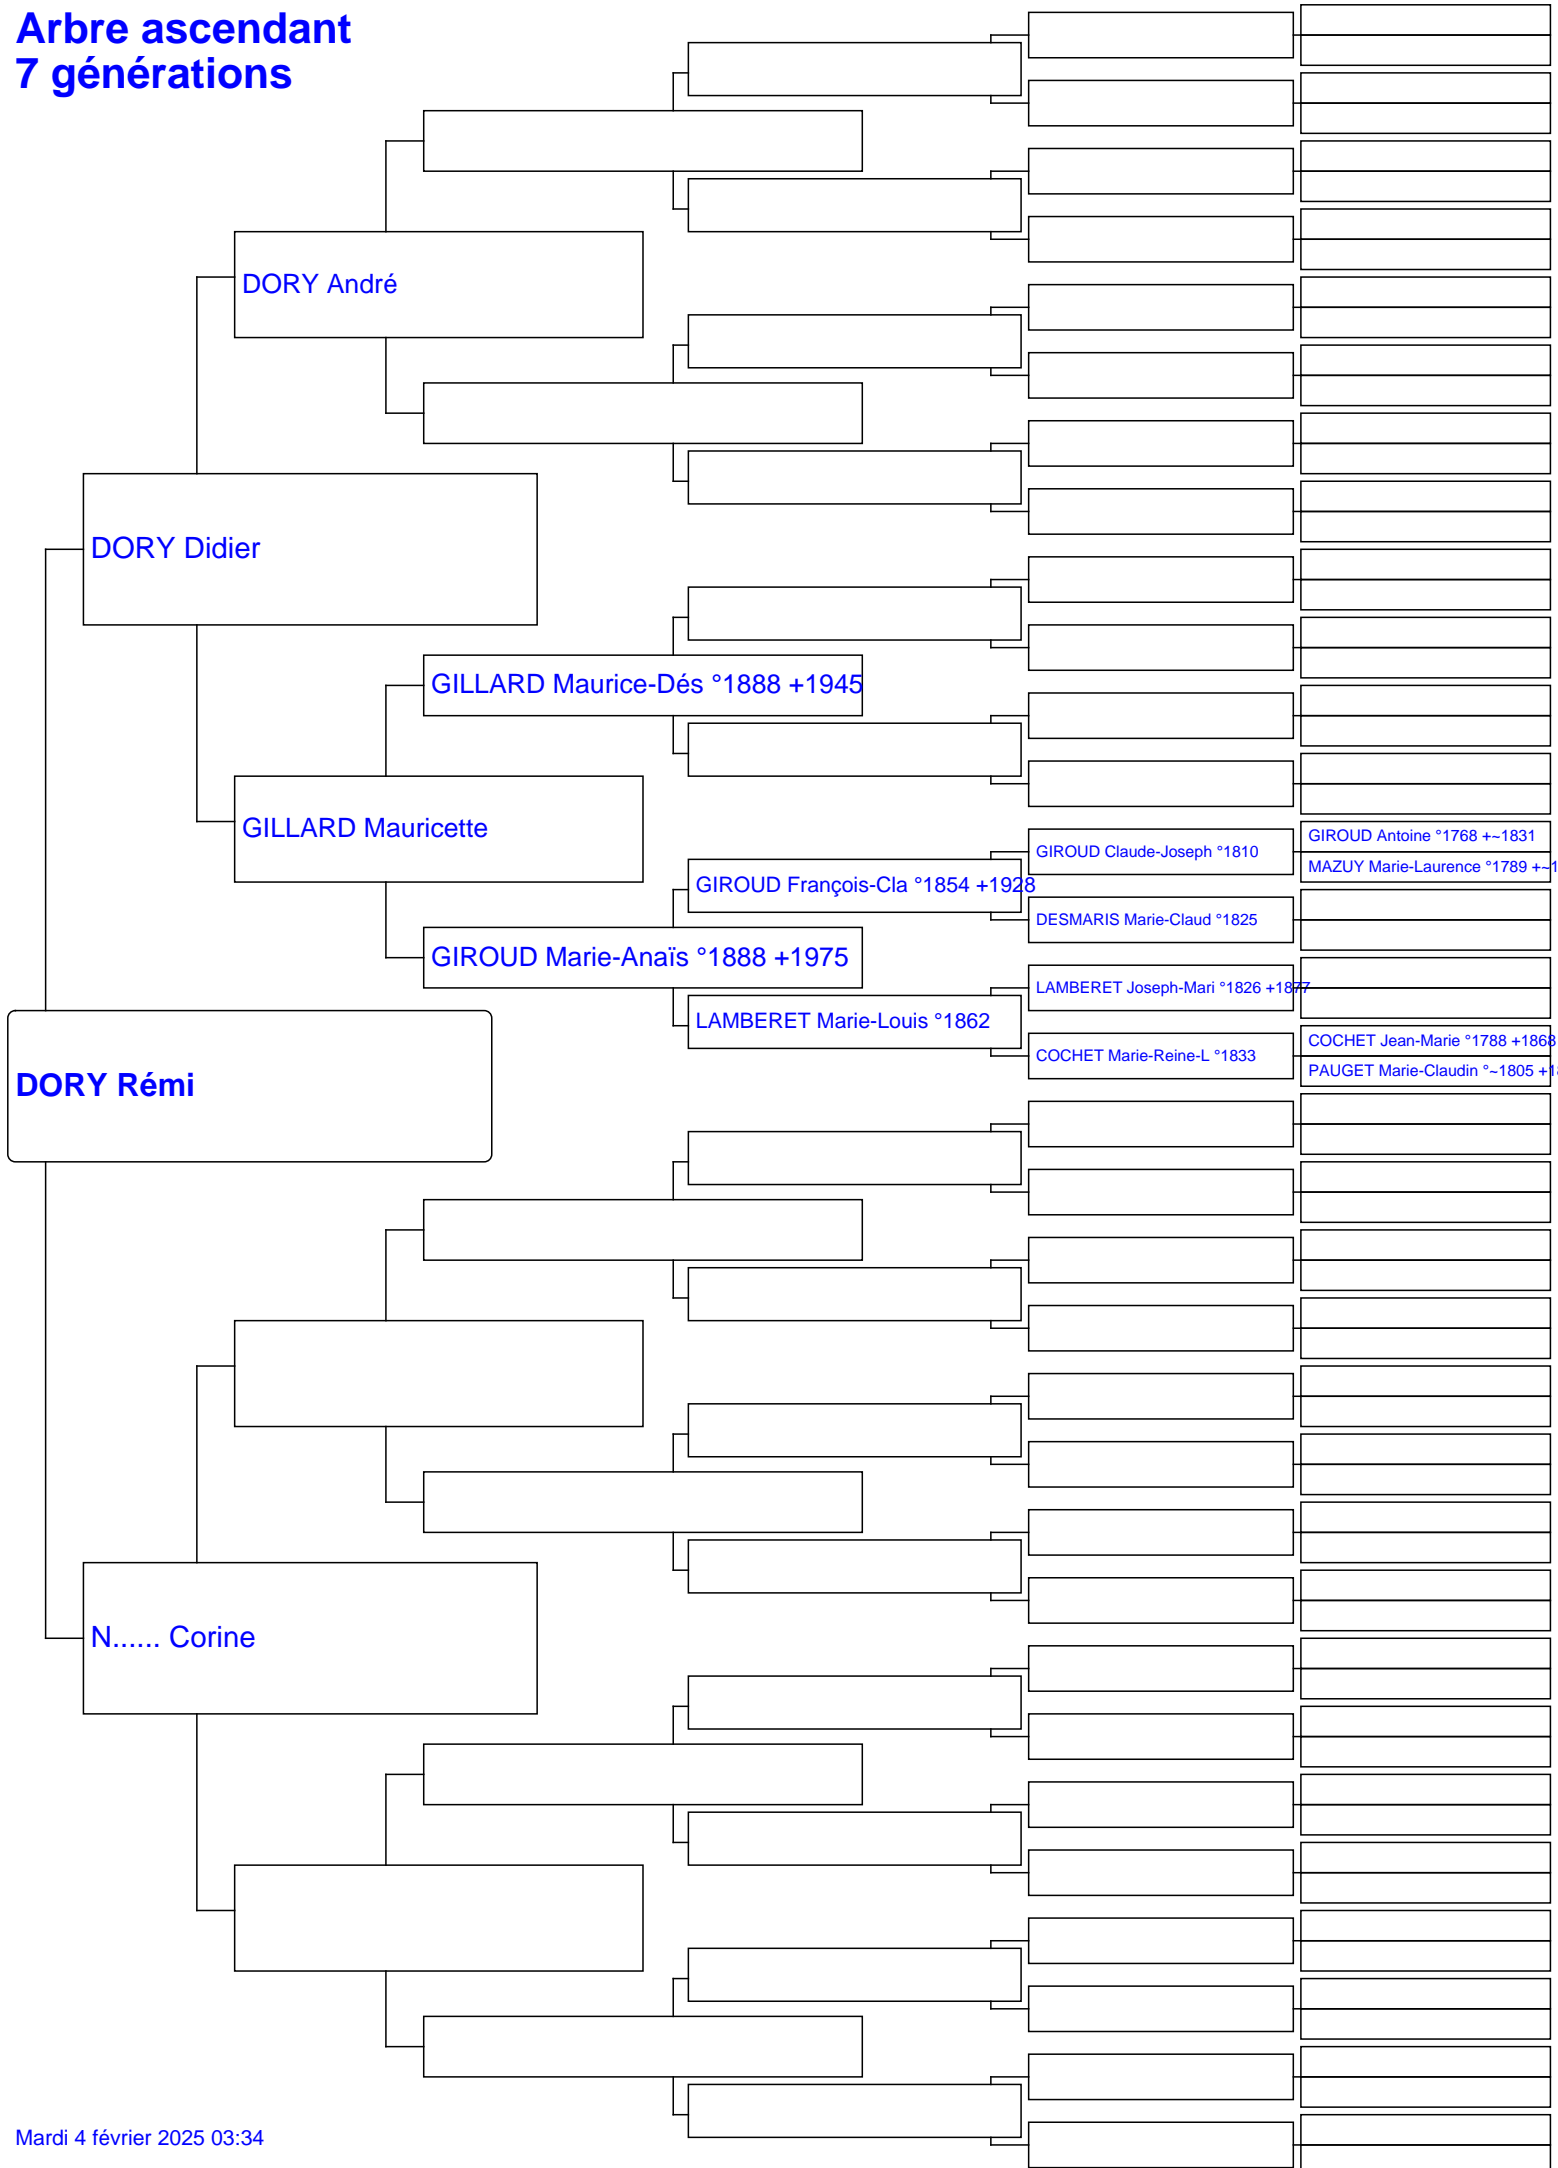 Arbre ascendant
7 générations
DORY André
DORY Didier
GILLARD Maurice-Dés °1888 +1945
GILLARD Mauricette
GIROUD Antoine °1768 +~1831
GIROUD Claude-Joseph °1810
MAZUY Marie-Laurence °1789 +~1
GIROUD François-Cla °1854 +1928
DESMARIS Marie-Claud °1825
GIROUD Marie-Anaïs °1888 +1975
LAMBERET Joseph-Mari °1826 +1877
LAMBERET Marie-Louis °1862
COCHET Jean-Marie °1788 +1868
COCHET Marie-Reine-L °1833
PAUGET Marie-Claudin °~1805 +18
DORY Rémi
N...... Corine
Mardi 4 février 2025 03:34